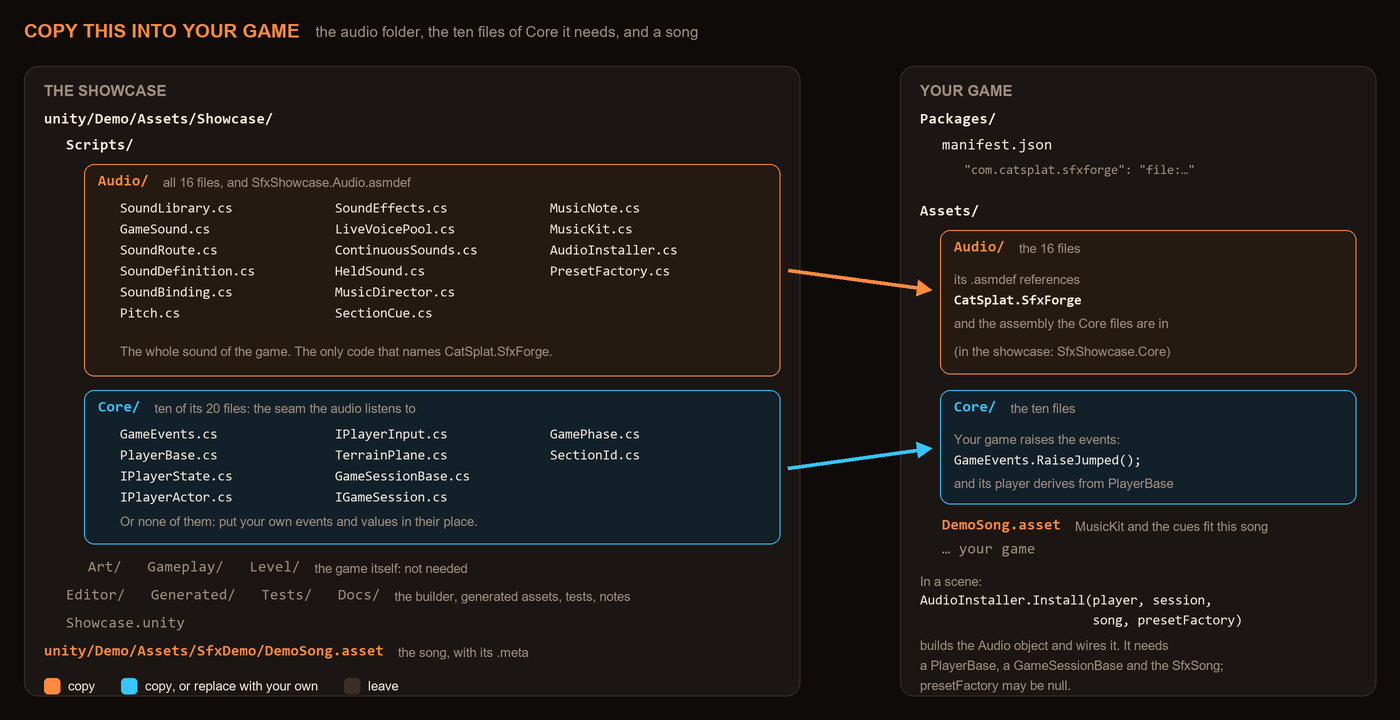 COPY THIS INTO YOUR GAME the audio folder, the ten files of Core it needs, and a song
THE SHOWCASE
unity/Demo/Assets/Showcase/
Scripts/
Audio/ all 16 files, and SfxShowcase.Audio.asmdef
SoundLibrary.cs SoundEffects.cs MusicNote.cs
GameSound.cs LiveVoicePool.cs MusicKit.cs
SoundRoute.cs ContinuousSounds.cs AudioInstaller.cs
SoundDefinition.cs HeldSound.cs PresetFactory.cs
SoundBinding.cs MusicDirector.cs
Pitch.cs SectionCue.cs
The whole sound of the game. The only code that names CatSplat.SfxForge.
Core/ ten of its 20 files: the seam the audio listens to
GameEvents.cs IPlayerInput.cs GamePhase.cs
PlayerBase.cs TerrainPlane.cs SectionId.cs
IPlayerState.cs GameSessionBase.cs
IPlayerActor.cs IGameSession.cs
Or none of them: put your own events and values in their place.
Art/ Gameplay/ Level/ the game itself: not needed
Editor/ Generated/ Tests/ Docs/ the builder, generated assets, tests, notes
Showcase.unity
unity/Demo/Assets/SfxDemo/DemoSong.asset the song, with its .meta
copy copy, or replace with your own leave
YOUR GAME
Packages/
manifest.json
"com.catsplat.sfxforge": "file:…"
Assets/
Audio/ the 16 files
its .asmdef references
CatSplat.SfxForge
and the assembly the Core files are in
(in the showcase: SfxShowcase.Core)
Core/ the ten files
Your game raises the events:
GameEvents.RaiseJumped();
and its player derives from PlayerBase
DemoSong.asset MusicKit and the cues fit this song
… your game
In a scene:
AudioInstaller.Install(player, session,
song, presetFactory)
builds the Audio object and wires it. It needs
a PlayerBase, a GameSessionBase and the SfxSong;
presetFactory may be null.